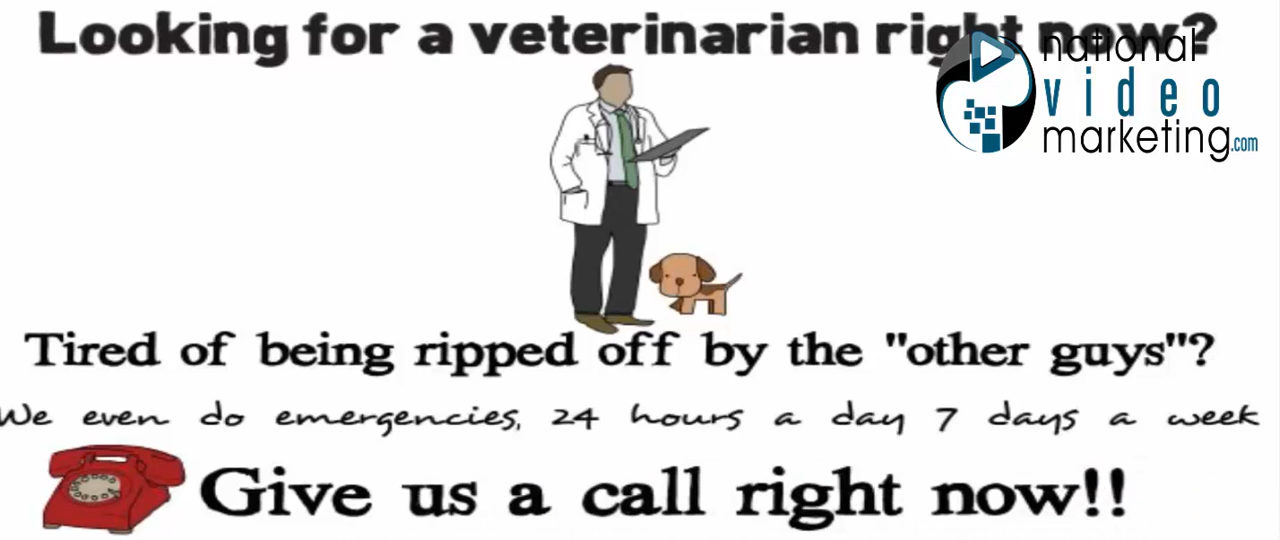 Looking for a veterinarian right now?
national
video
marketing.com
Tired of being ripped off by the "other guys"?
We even do emergencies, 24 hours a day 7 days a week
Give us a call right now!!